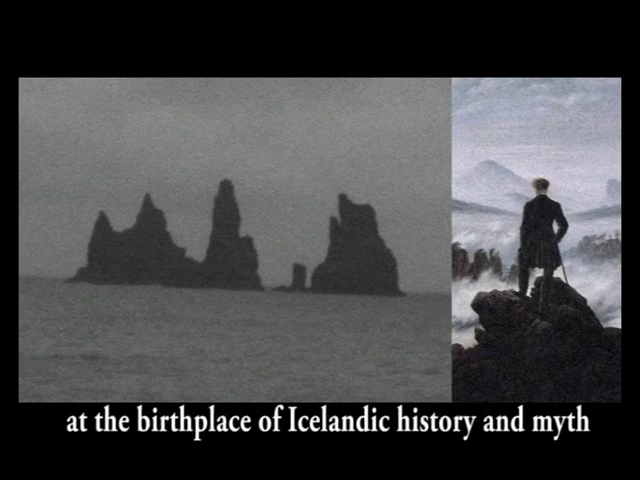 at the birthplace of Icelandic history and myth